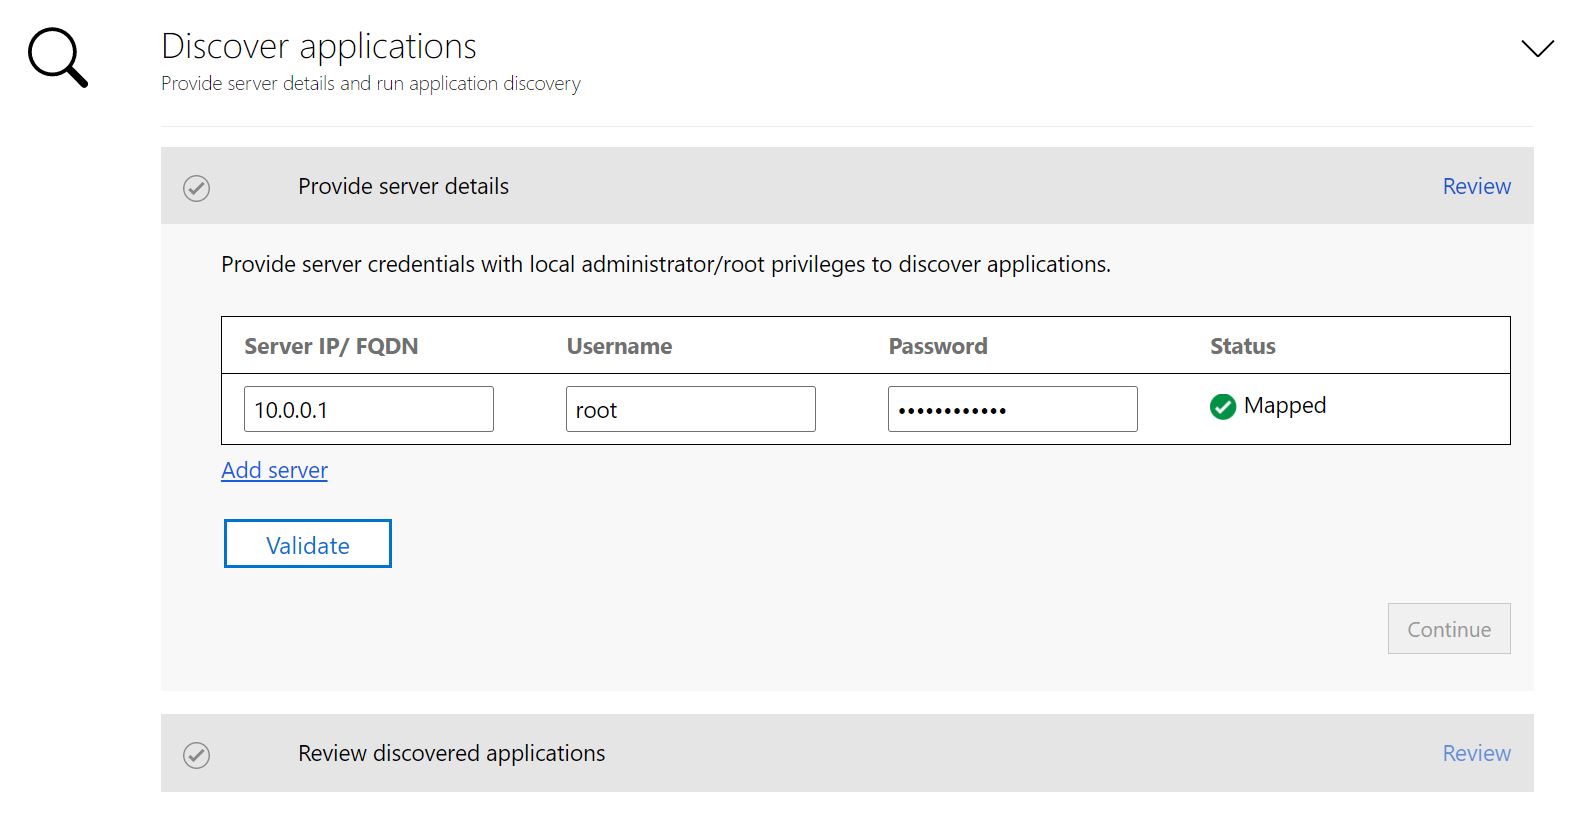 Discover applications
Provide server details and run application discovery
Provide server details
Review
Provide server credentials with local administrator/root privileges to discover applications.
Server IP/ FQDN Username Password Status
10.0.0.1 root •••••••••••• Mapped
Add server
Validate
Continue
Review discovered applications
Review